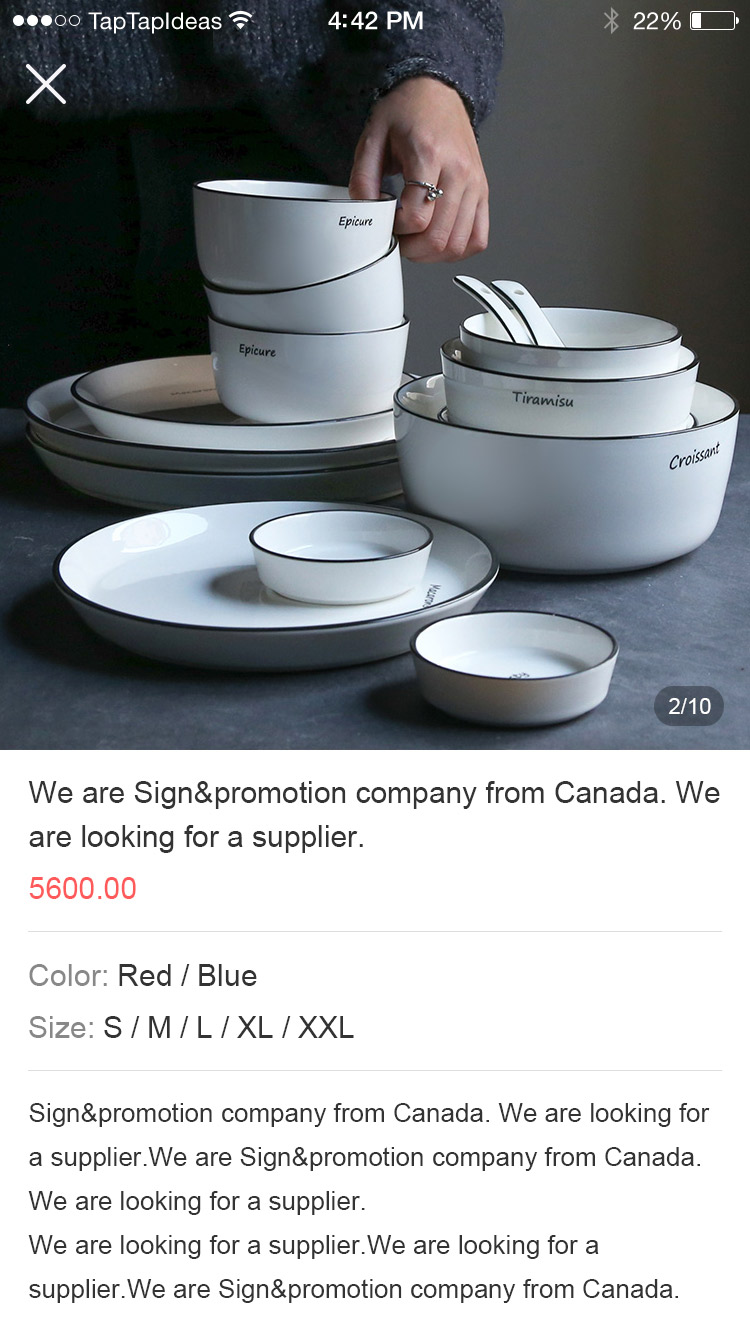 TapTapIdeas 4:42 PM 22%
Epicure
Epicure
Tiramisu
Croissant
2/10
We are Sign&promotion company from Canada. We
are looking for a supplier.
5600.00
Color: Red / Blue
Size: S / M / L / XL / XXL
Sign&promotion company from Canada. We are looking for
a supplier.We are Sign&promotion company from Canada.
We are looking for a supplier.
We are looking for a supplier.We are looking for a
supplier.We are Sign&promotion company from Canada.